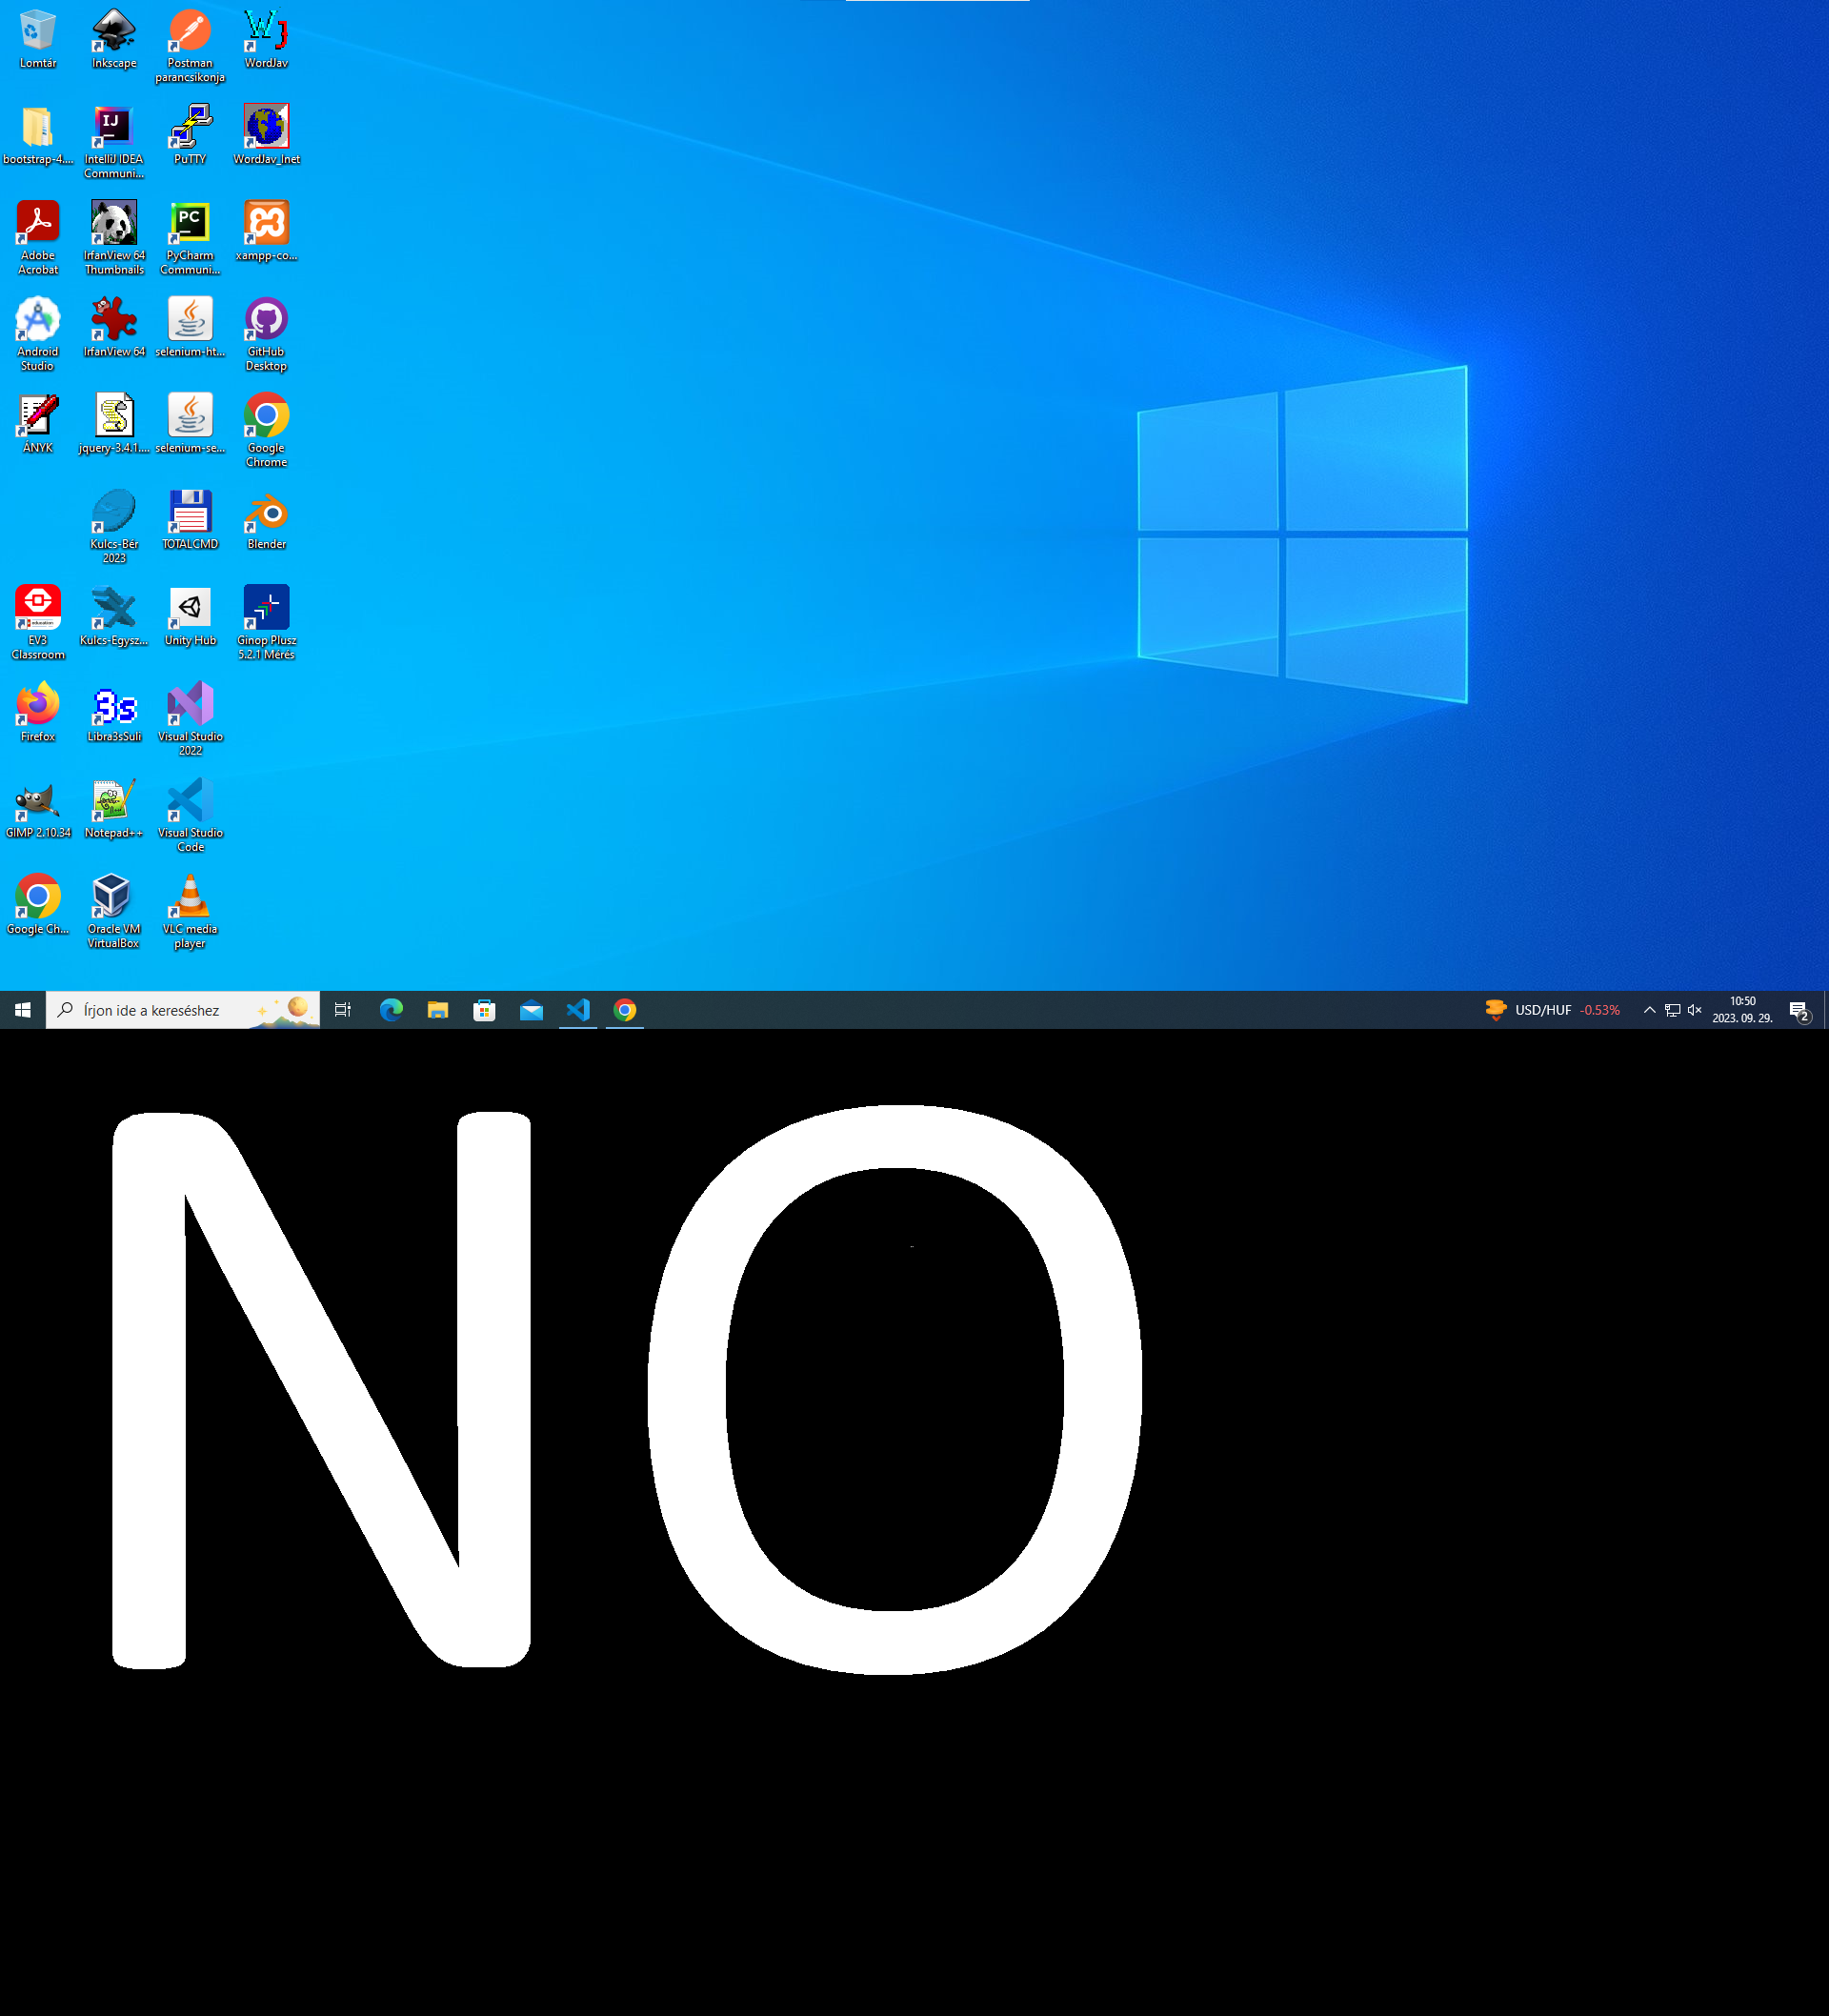 Lomtár
Inkscape
Postman
parancsikonja
WordJav
bootstrap-4....
IntelliJ IDEA
Communi...
PuTTY
WordJav_Inet
Adobe
Acrobat
IrfanView 64
Thumbnails
PyCharm
Communi...
xampp-co...
Android
Studio
IrfanView 64
selenium-ht...
GitHub
Desktop
ÁNYK
jquery-3.4.1....
selenium-se...
Google
Chrome
Kulcs-Bér
2023
TOTALCMD
Blender
EV3
Classroom
Kulcs-Egysz...
Unity Hub
Ginop Plusz
5.2.1 Mérés
Firefox
Libra3sSuli
Visual Studio
2022
GIMP 2.10.34
Notepad++
Visual Studio
Code
Google Ch...
Oracle VM
VirtualBox
VLC media
player
Írjon ide a kereséshez
USD/HUF -0.53%
10:50
2023. 09. 29.
2
NO